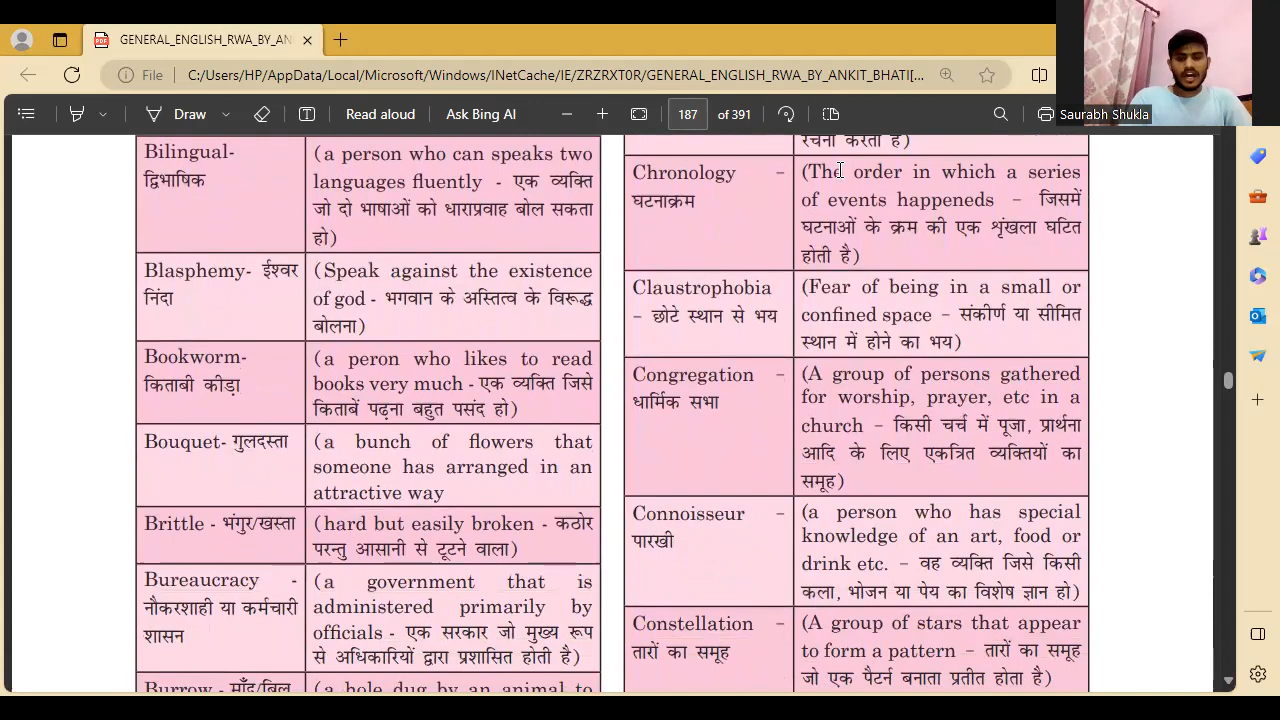 GENERAL_ENGLISH_RWA_BY_AN
File
C:/Users/HP/AppData/Local/Microsoft/Windows/INetCache/IE/ZRZRXT0R/GENERAL_ENGLISH_RWA_BY_ANKIT_BHATI[...
Draw
Read aloud
Ask Bing AI
187
of 391
Saurabh Shukla
Bilingual-
द्विभाषिक
(a person who can speaks two
languages fluently - एक व्यक्ति
जो दो भाषाओं को धाराप्रवाह बोल सकता
हो)
Blasphemy- ईश्वर
निंदा
(Speak against the existence
of god - भगवान के अस्तित्व के विरूद्ध
बोलना)
Bookworm-
किताबी कीड़ा
(a peron who likes to read
books very much - एक व्यक्ति जिसे
किताबें पढ़ना बहुत पसंद हो)
Bouquet- गुलदस्ता
(a bunch of flowers that
someone has arranged in an
attractive way
Brittle - भंगुर/खस्ता
(hard but easily broken - कठोर
परन्तु आसानी से टूटने वाला)
Bureaucracy -
नौकरशाही या कर्मचारी
शासन
(a government that is
administered primarily by
officials - एक सरकार जो मुख्य रूप
से अधिकारियों द्वारा प्रशासित होती है)
Burrow - माँद/बिल
(a hole dug by an animal to
रचना करता है)
Chronology -
घटनाक्रम
(The order in which a series
of events happeneds - जिसमें
घटनाओं के क्रम की एक शृंखला घटित
होती है)
Claustrophobia
- छोटे स्थान से भय
(Fear of being in a small or
confined space - संकीर्ण या सीमित
स्थान में होने का भय)
Congregation -
धार्मिक सभा
(A group of persons gathered
for worship, prayer, etc in a
church - किसी चर्च में पूजा, प्रार्थना
आदि के लिए एकत्रित व्यक्तियों का
समूह)
Connoisseur -
पारखी
(a person who has special
knowledge of an art, food or
drink etc. - वह व्यक्ति जिसे किसी
कला, भोजन या पेय का विशेष ज्ञान हो)
Constellation -
तारों का समूह
(A group of stars that appear
to form a pattern - तारों का समूह
जो एक पैटर्न बनाता प्रतीत होता है)